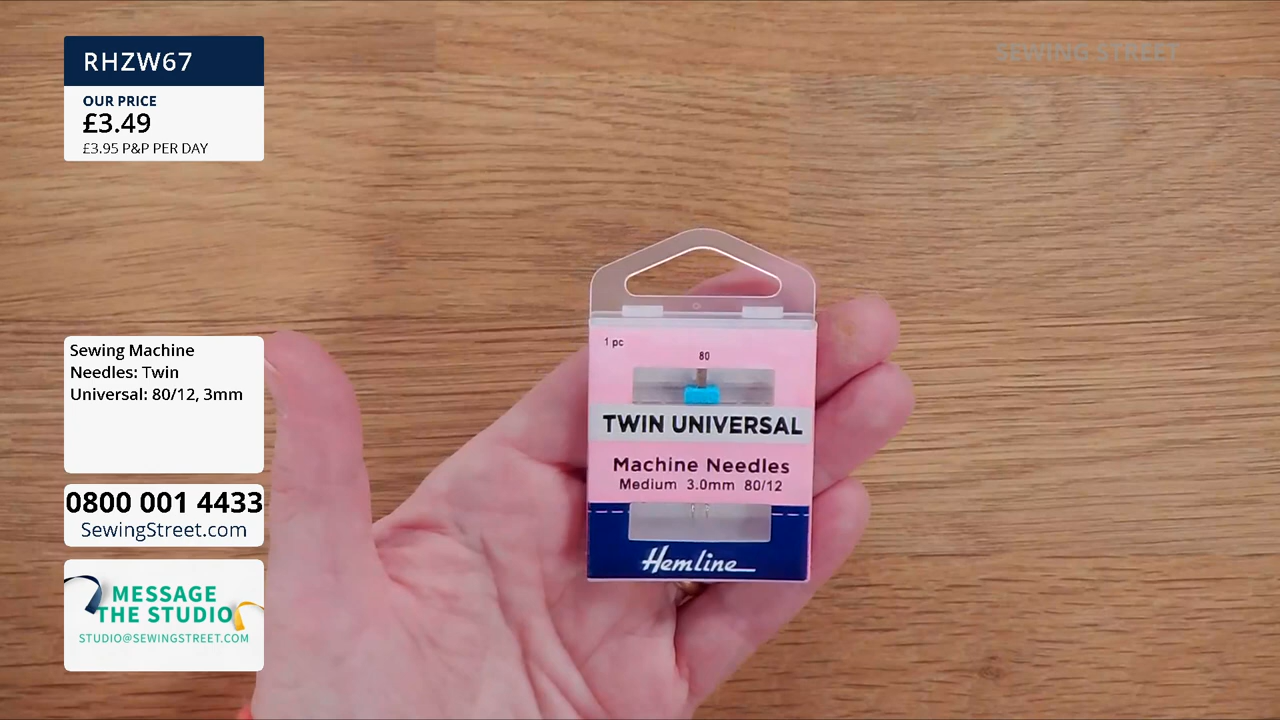 RHZW67
OUR PRICE
£3.49
£3.95 P&P PER DAY
SEWING STREET
Sewing Machine
Needles: Twin
Universal: 80/12, 3mm
0800 001 4433
SewingStreet.com
MESSAGE
THE STUDIO
STUDIO@SEWINGSTREET.COM
1 pc
80
TWIN UNIVERSAL
Machine Needles
Medium 3.0mm 80/12
Hemline